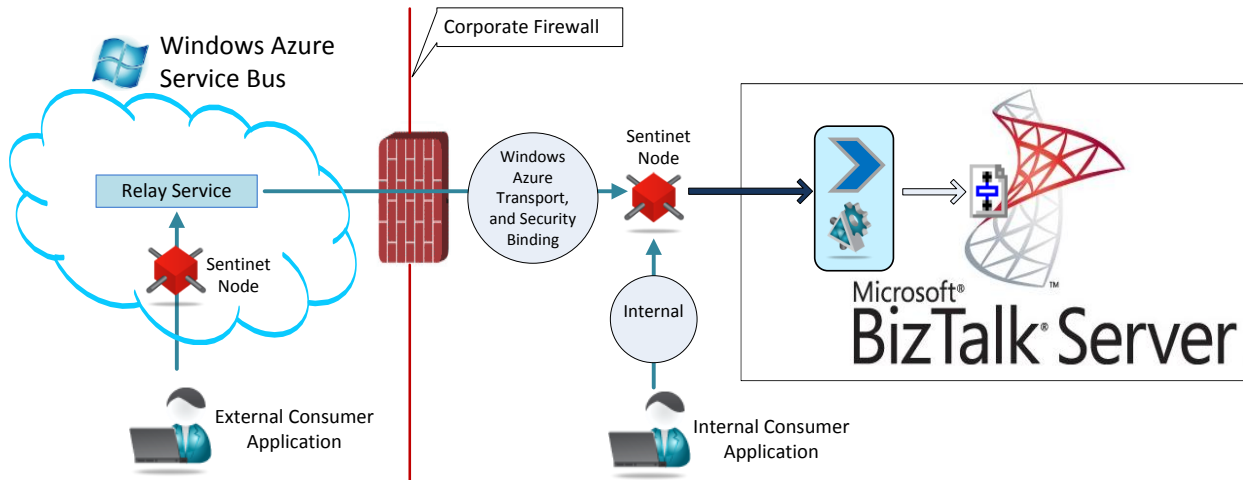 Windows Azure
Service Bus
Corporate Firewall
Relay Service
Sentinet
Node
External Consumer
Application
Windows
Azure
Transport,
and Security
Binding
Sentinet
Node
Internal
Internal Consumer
Application
Microsoft®
BizTalk® Server
™